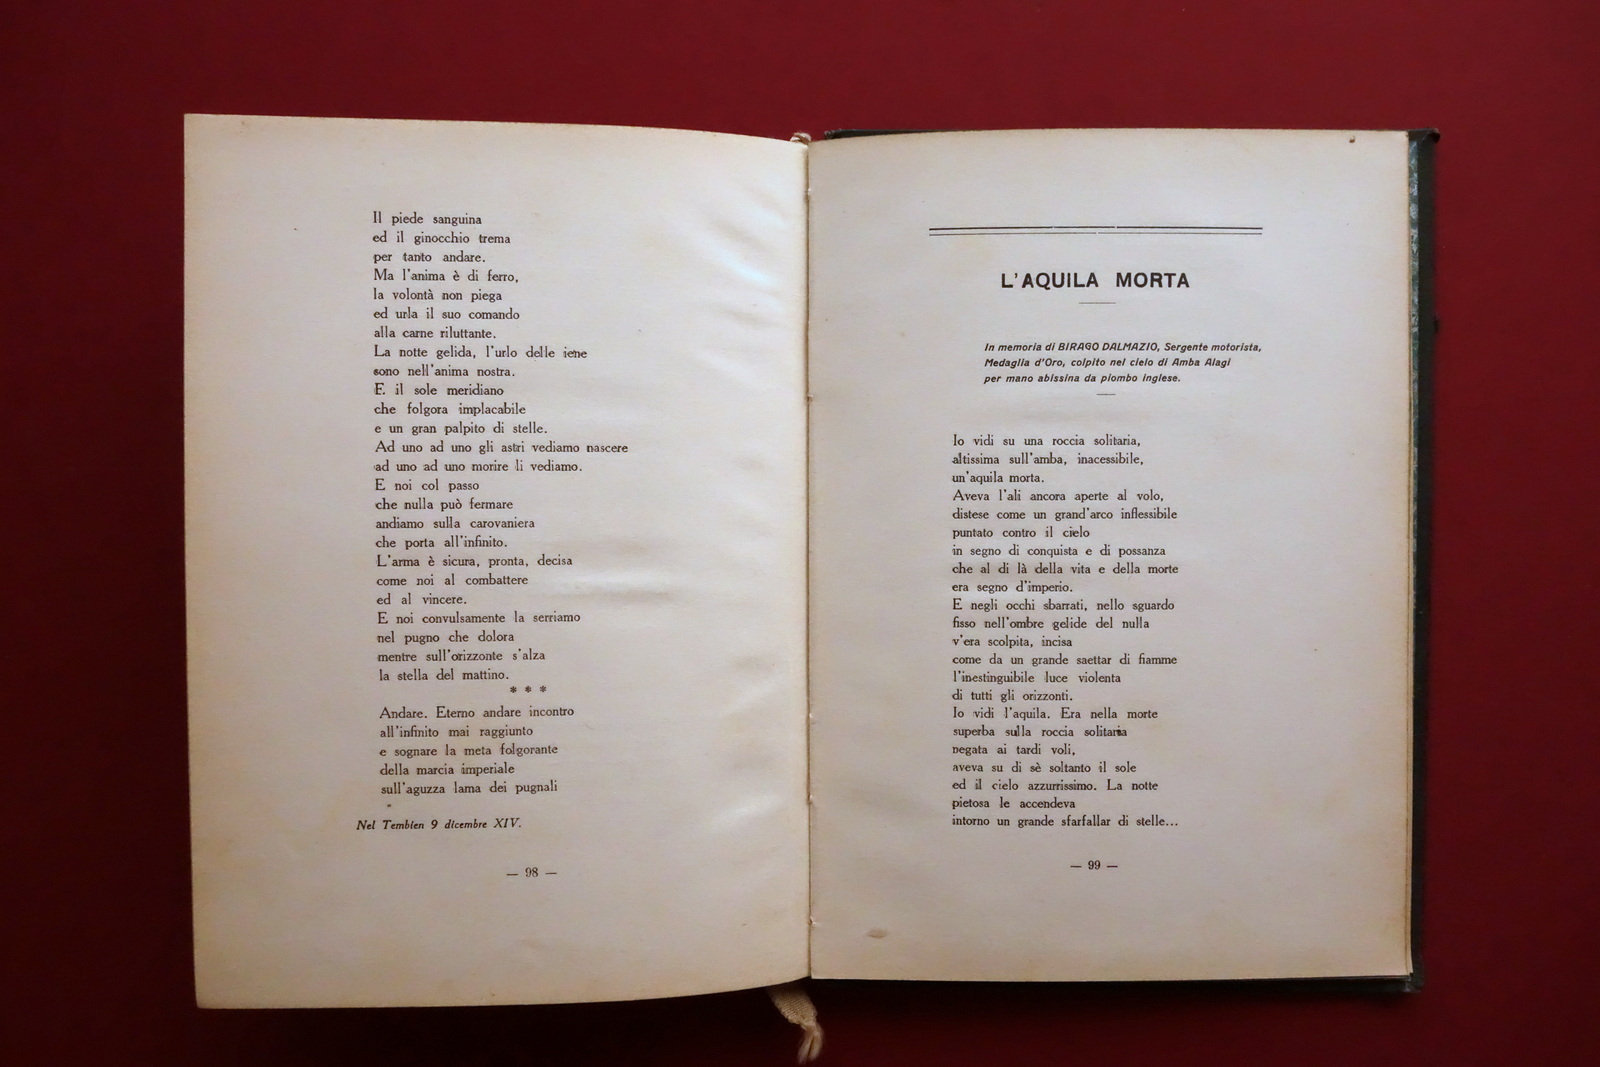 Il piede sanguina
ed il ginocchio trema
per tanto andare.
Ma l'anima è di ferro,
la volontà non piega
ed urla il suo comando
alla carne riluttante.
La notte gelida, l'urlo delle iene
sono nell'anima nostra.
E il sole meridiano
che folgora implacabile
e un gran palpito di stelle.
Ad uno ad uno gli astri vediamo nascere
ad uno ad uno morire li vediamo.
E noi col passo
che nulla può fermare
andiamo sulla carovaniera
che porta all'infinito.
L'arma è sicura, pronta, decisa
come noi al combattere
ed al vincere.
E noi convulsamente la serriamo
nel pugno che dolora
mentre sull'orizzonte s'alza
la stella del mattino.
* * *
Andare. Eterno andare incontro
all'infinito mai raggiunto
e sognare la meta folgorante
della marcia imperiale
sull'aguzza lama dei pugnali
Nel Tembien 9 dicembre XIV.
— 98 —
L'AQUILA MORTA
In memoria di BIRAGO DALMAZIO, Sergente motorista,
Medaglia d'Oro, colpito nel cielo di Amba Alagi
per mano abissina da piombo inglese.
Io vidi su una roccia solitaria,
altissima sull'amba, inacessibile,
un'aquila morta.
Aveva l'ali ancora aperte al volo,
distese come un grand'arco inflessibile
puntato contro il cielo
in segno di conquista e di possanza
che al di là della vita e della morte
era segno d'imperio.
E negli occhi sbarrati, nello sguardo
fisso nell'ombre gelide del nulla
v'era scolpita, incisa
come da un grande saettar di fiamme
l'inestinguibile luce violenta
di tutti gli orizzonti.
Io vidi l'aquila. Era nella morte
superba sulla roccia solitaria
negata ai tardi voli,
aveva su di sè soltanto il sole
ed il cielo azzurrissimo. La notte
pietosa le accendeva
intorno un grande sfarfallar di stelle...
— 99 —